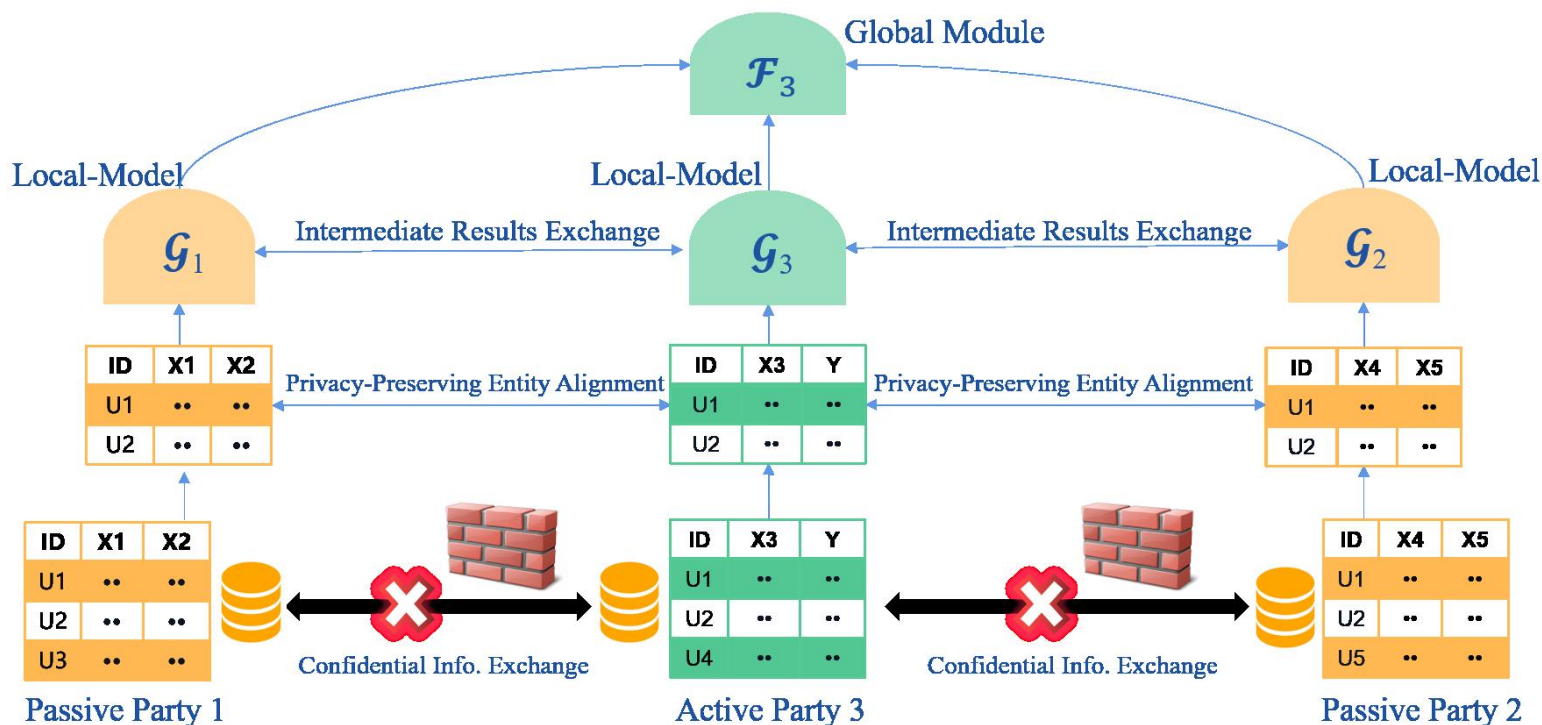 Global Module
𝓕3
Local-Model
Local-Model
Local-Model
𝓖1
Intermediate Results Exchange
𝓖3
Intermediate Results Exchange
𝓖2
ID X1 X2
U1 •• ••
U2 •• ••
Privacy-Preserving Entity Alignment
ID X3 Y
U1 •• ••
U2 •• ••
Privacy-Preserving Entity Alignment
ID X4 X5
U1 •• ••
U2 •• ••
ID X1 X2
U1 •• ••
U2 •• ••
U3 •• ••
Confidential Info. Exchange
ID X3 Y
U1 •• ••
U2 •• ••
U4 •• ••
Confidential Info. Exchange
ID X4 X5
U1 •• ••
U2 •• ••
U5 •• ••
Passive Party 1
Active Party 3
Passive Party 2